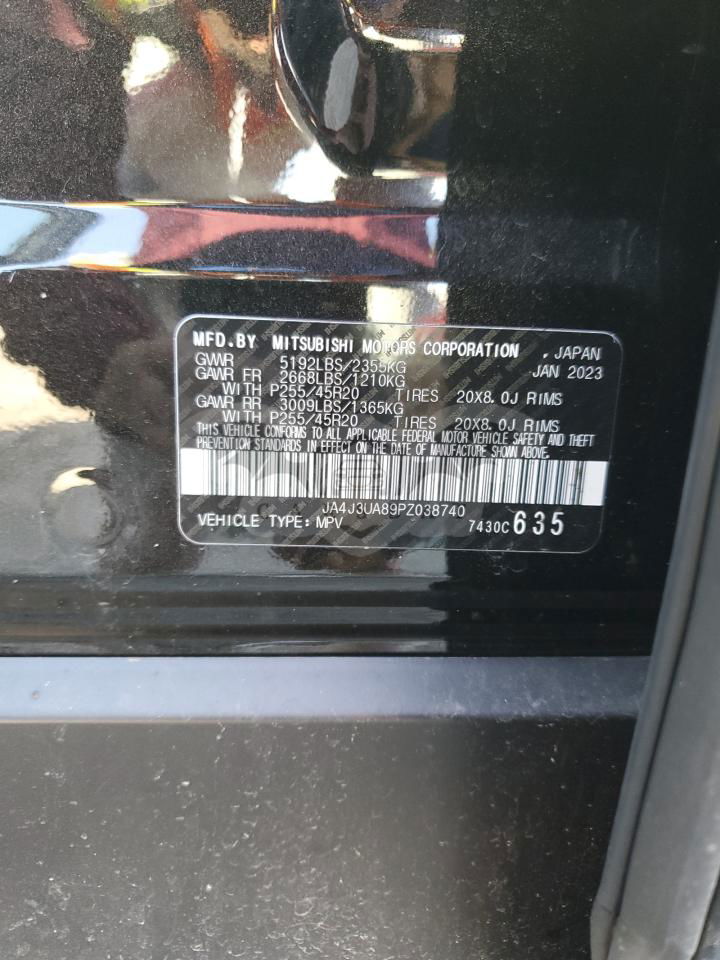 MFD.BY MITSUBISHI MOTORS CORPORATION , JAPAN
GVWR 5192LBS/2355KG JAN 2023
GAWR FR 2668LBS/1210KG
WITH P255/45R20 TIRES 20X8.0J RIMS
GAWR RR 3009LBS/1365KG
WITH P255/45R20 TIRES 20X8.0J RIMS
THIS VEHICLE CONFORMS TO ALL APPLICABLE FEDERAL MOTOR VEHICLE SAFETY AND THEFT
PREVENTION STANDARDS IN EFFECT ON THE DATE OF MANUFACTURE SHOWN ABOVE.
JA4J3UA89PZ038740
VEHICLE TYPE: MPV 7430C 635